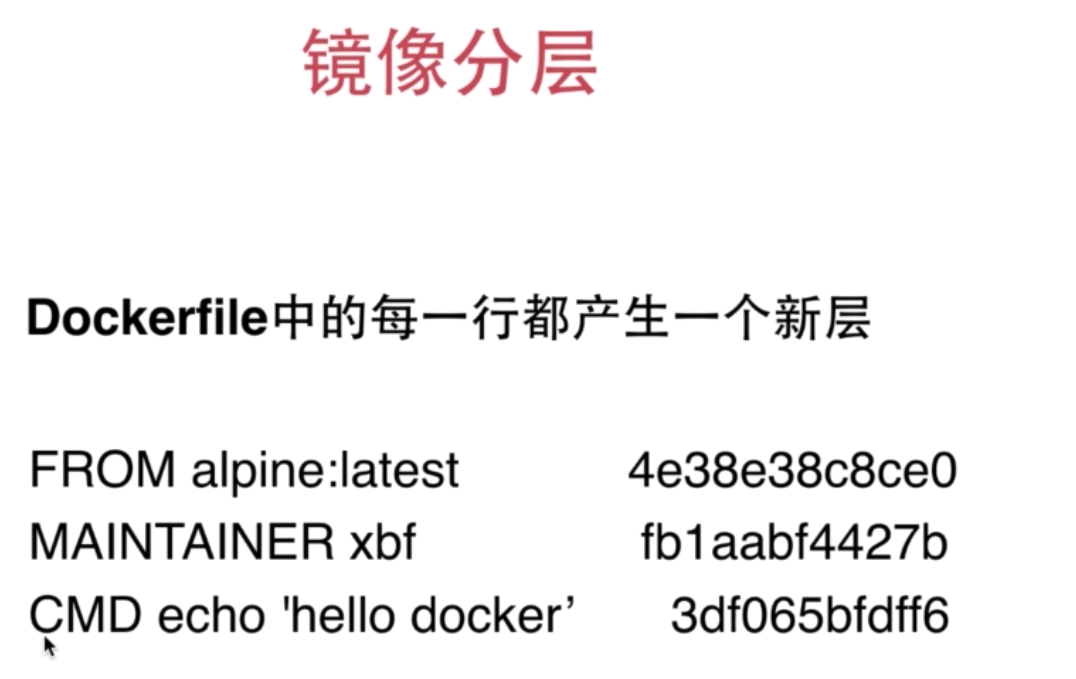 镜像分层
Dockerfile中的每一行都产生一个新层
FROM alpine:latest 4e38e38c8ce0
MAINTAINER xbf fb1aabf4427b
CMD echo 'hello docker’ 3df065bfdff6